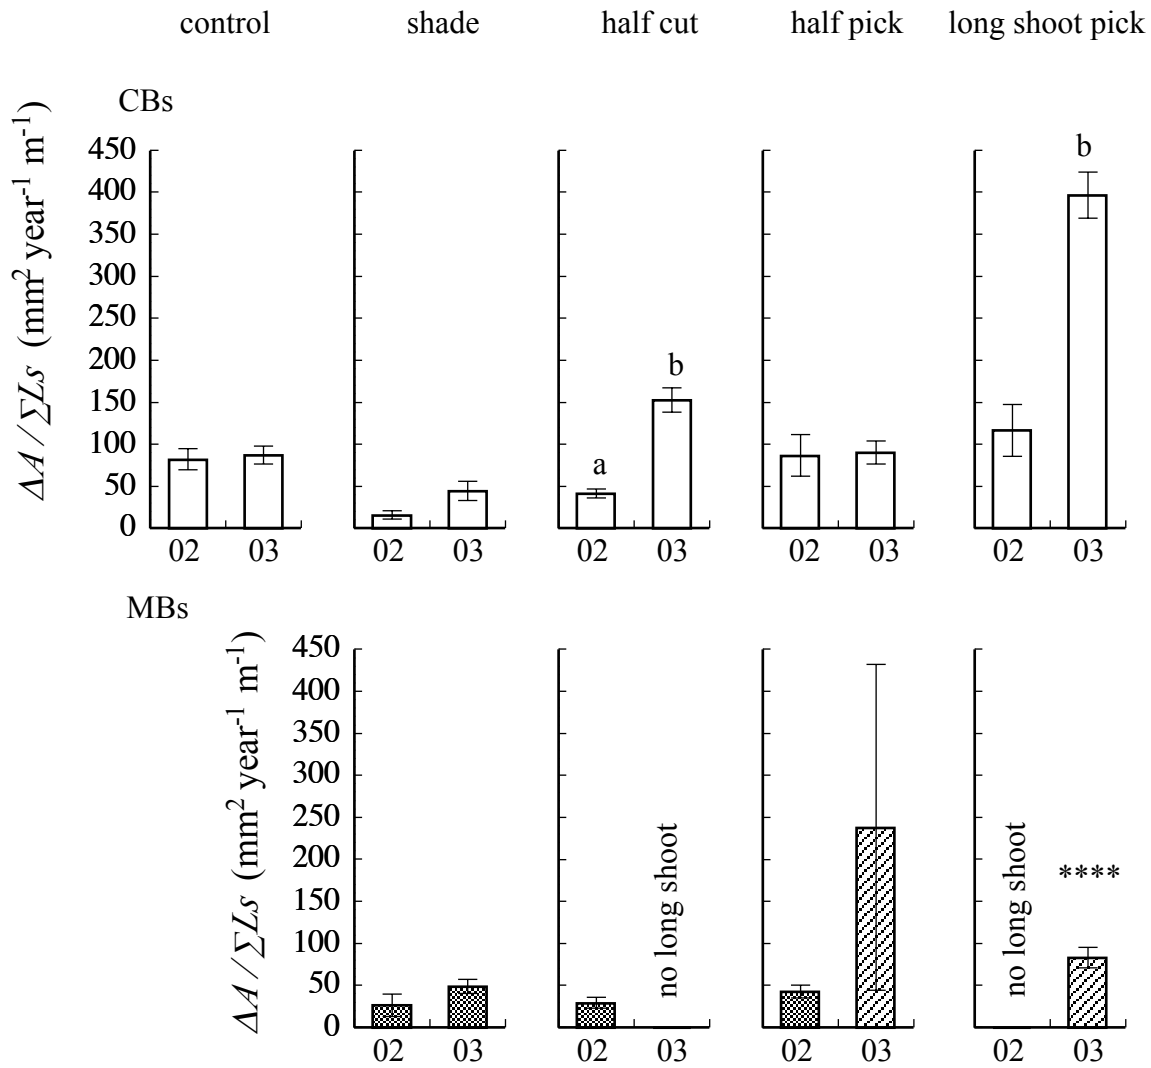 control shade half cut half pick long shoot pick
CBs
ΔA / ∑Ls (mm² year⁻¹ m⁻¹)
450
400
350
300
250
200
150
100
50
0
a
b
b
02 03 02 03 02 03 02 03 02 03
MBs
ΔA / ∑Ls (mm² year⁻¹ m⁻¹)
450
400
350
300
250
200
150
100
50
0
no long shoot
no long shoot
****
02 03 02 03 02 03 02 03